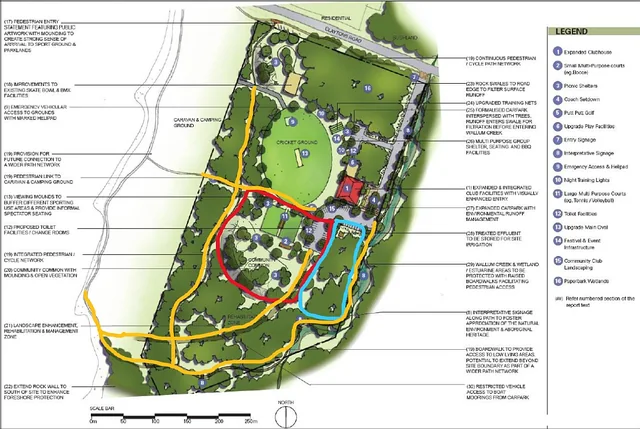 (17) PEDESTRIAN ENTRY
STATEMENT FEATURING PUBLIC
ARTWORK WITH MOUNDING TO
CREATE STRONG SENSE OF
ARRIVAL TO SPORT GROUND &
PARKLANDS
(18) IMPROVEMENTS TO
EXISTING SKATE, BOWL & BMX
FACILITIES
(9) EMERGENCY VEHICULAR
ACCESS TO GROUNDS
WITH MARKED HELIPAD
(19) PROVISION FOR
FUTURE CONNECTION TO
A WIDER PATH NETWORK
(19) PEDESTRIAN LINK TO
CARAVAN & CAMPING GROUND
(13) VIEWING MOUNDS TO
BUFFER DIFFERENT SPORTING
USE AREAS & PROVIDE INFORMAL
SPECTATOR SEATING
(12) PROPOSED TOILET
FACILITIES / CHANGE ROOMS
(19) INTEGRATED PEDESTRIAN /
CYCLE NETWORK
(20) COMMUNITY COMMON WITH
MOUNDING & OPEN VEGETATION
(21) LANDSCAPE ENHANCEMENT,
REHABILITATION & MANAGEMENT
ZONE
(22) EXTEND ROCK WALL TO
SOUTH OF SITE TO ENHANCE
FORESHORE PROTECTION
SCALE BAR
0m 50 100 150 200 250m
NORTH
RESIDENTIAL
CLAYTONS ROAD
BUSHLAND
CARAVAN & CAMPING
GROUND
CRICKET GROUND
(19) CONTINUOUS PEDESTRIAN
/ CYCLE PATH NETWORK
(23) ROCK SWALES TO ROAD
EDGE TO FILTER SURFACE
RUNOFF
(24) UPGRADED TRAINING NETS
(25) FORMALISED CARPARK
INTERSPERSED WITH TREES.
RUNOFF ENTERS SWALE FOR
FILTRATION BEFORE ENTERING
WALLUM CREEK
(26) MULTI PURPOSE GROUP
SHELTER, SEATING AND BBQ
FACILITIES
(1) EXPANDED & INTEGRATED
CLUB FACILITIES WITH VISUALLY
ENHANCED ENTRY
(27) EXPANDED CARPARK WITH
ENVIRONMENTAL RUNOFF
MANAGEMENT
(28) TREATED EFFLUENT
TO BE STORED FOR SITE
IRRIGATION
(29) WALLUM CREEK & WETLAND
/ ESTUARINE AREAS TO BE
PROTECTED WITH RAISED
BOARDWALKS FACILITATING
PEDESTRIAN ACCESS
(8) INTERPRETATIVE SIGNAGE
ALONG PATH TO FOSTER
APPRECIATION OF THE NATURAL
ENVIRONMENT & ABORIGINAL
HERITAGE
(19) BOARDWALK TO PROVIDE
ACCESS TO LOW LYING AREAS,
POTENTIAL TO EXTEND BEYOND
SITE BOUNDARY AS PART OF A
WIDER PATH NETWORK
(30) RESTRICTED VEHICLE
ACCESS TO BOAT
MOORINGS FROM CARPARK
LEGEND
1 Expanded Clubhouse
2 Small Multi-Purpose courts
(eg.Bocce)
3 Picnic Shelters
4 Coach Setdown
5 Putt Putt Golf
6 Upgrade Play Facilities
7 Entry Signage
8 Interpretive Signage
9 Emergency Access & Helipad
10 Night Training Lights
11 Large Multi Purpose Courts
(eg. Tennis / Volleyball)
12 Toilet Facilities
13 Upgrade Main Oval
14 Festival & Event
Infrastructure
15 Community Club
Landscaping
16 Paperbark Wetlands
Refer numbered section of the
report text